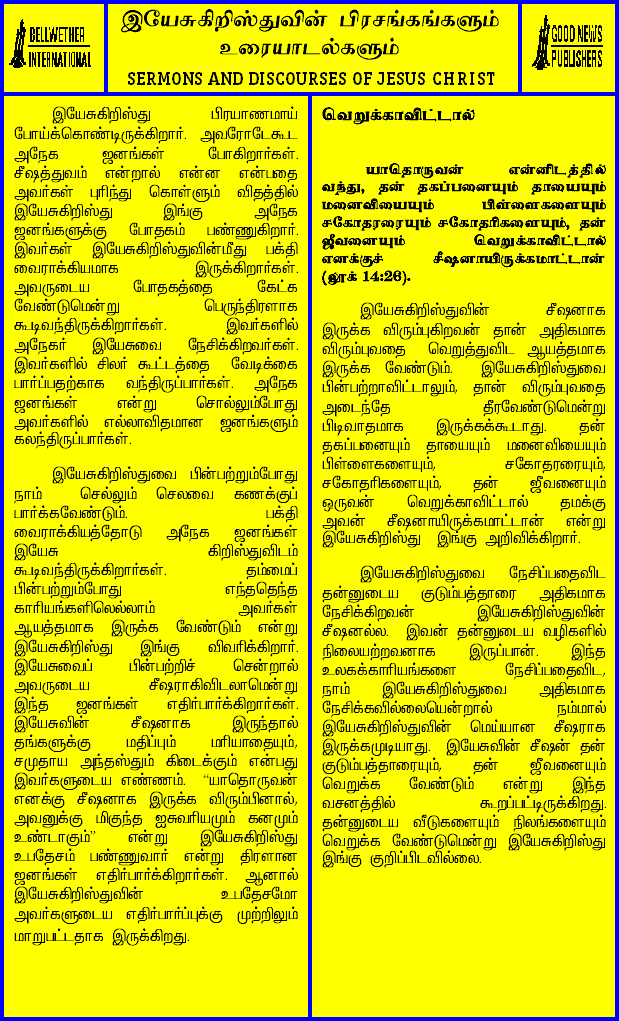 BELLWETHER
INTERNATIONAL
இயேசுகிறிஸ்துவின் பிரசங்கங்களும்
உரையாடல்களும்
SERMONS AND DISCOURSES OF JESUS CHRIST
GOOD NEWS
PUBLISHERS
இயேசுகிறிஸ்து பிரயாணமாய்
போய்க்கொண்டிருக்கிறார். அவரோடேகூட
அநேக ஜனங்கள் போகிறார்கள்.
சீஷத்துவம் என்றால் என்ன என்பதை
அவர்கள் புரிந்து கொள்ளும் விதத்தில்
இயேசுகிறிஸ்து இங்கு அநேக
ஜனங்களுக்கு போதகம் பண்ணுகிறார்.
இவர்கள் இயேசுகிறிஸ்துவின்மீது பக்தி
வைராக்கியமாக இருக்கிறார்கள்.
அவருடைய போதகத்தை கேட்க
வேண்டுமென்று பெருந்திரளாக
கூடிவந்திருக்கிறார்கள். இவர்களில்
அநேகர் இயேசுவை நேசிக்கிறவர்கள்.
இவர்களில் சிலர் கூட்டத்தை வேடிக்கை
பார்ப்பதற்காக வந்திருப்பார்கள். அநேக
ஜனங்கள் என்று சொல்லும்போது
அவர்களில் எல்லாவிதமான ஜனங்களும்
கலந்திருப்பார்கள்.
இயேசுகிறிஸ்துவை பின்பற்றும்போது
நாம் செல்லும் செலவை கணக்குப்
பார்க்கவேண்டும். பக்தி
வைராக்கியத்தோடு அநேக ஜனங்கள்
இயேசு கிறிஸ்துவிடம்
கூடிவந்திருக்கிறார்கள். தம்மைப்
பின்பற்றும்போது எந்தெந்த
காரியங்களிலெல்லாம் அவர்கள்
ஆயத்தமாக இருக்க வேண்டும் என்று
இயேசுகிறிஸ்து இங்கு விவரிக்கிறார்.
இயேசுவைப் பின்பற்றிச் சென்றால்
அவருடைய சீஷராகிவிடலாமென்று
இந்த ஜனங்கள் எதிர்பார்க்கிறார்கள்.
இயேசுவின் சீஷனாக இருந்தால்
தங்களுக்கு மதிப்பும் மரியாதையும்,
சமுதாய அந்தஸ்தும் கிடைக்கும் என்பது
இவர்களுடைய எண்ணம். “யாதொருவன்
எனக்கு சீஷனாக இருக்க விரும்பினால்,
அவனுக்கு மிகுந்த ஐசுவரியமும் கனமும்
உண்டாகும்” என்று இயேசுகிறிஸ்து
உபதேசம் பண்ணுவார் என்று திரளான
ஜனங்கள் எதிர்பார்க்கிறார்கள். ஆனால்
இயேசுகிறிஸ்துவின் உபதேசமோ
அவர்களுடைய எதிர்பார்ப்புக்கு முற்றிலும்
மாறுபட்டதாக இருக்கிறது.
வெறுக்காவிட்டால்
யாதொருவன் என்னிடத்தில்
வந்து, தன் தகப்பனையும் தாயையும்
மனைவியையும் பிள்ளைகளையும்
சகோதரரையும் சகோதரிகளையும், தன்
ஜீவனையும் வெறுக்காவிட்டால்
எனக்குச் சீஷனாயிருக்கமாட்டான்
(லூக் 14:26).
இயேசுகிறிஸ்துவின் சீஷனாக
இருக்க விரும்புகிறவன் தான் அதிகமாக
விரும்புவதை வெறுத்துவிட ஆயத்தமாக
இருக்க வேண்டும். இயேசுகிறிஸ்துவை
பின்பற்றாவிட்டாலும், தான் விரும்புவதை
அடைந்தே தீரவேண்டுமென்று
பிடிவாதமாக இருக்கக்கூடாது. தன்
தகப்பனையும் தாயையும் மனைவியையும்
பிள்ளைகளையும், சகோதரரையும்,
சகோதரிகளையும், தன் ஜீவனையும்
ஒருவன் வெறுக்காவிட்டால் தமக்கு
அவன் சீஷனாயிருக்கமாட்டான் என்று
இயேசுகிறிஸ்து இங்கு அறிவிக்கிறார்.
இயேசுகிறிஸ்துவை நேசிப்பதைவிட
தன்னுடைய குடும்பத்தாரை அதிகமாக
நேசிக்கிறவன் இயேசுகிறிஸ்துவின்
சீஷனல்ல. இவன் தன்னுடைய வழிகளில்
நிலையற்றவனாக இருப்பான். இந்த
உலகக்காரியங்களை நேசிப்பதைவிட,
நாம் இயேசுகிறிஸ்துவை அதிகமாக
நேசிக்கவில்லையென்றால் நம்மால்
இயேசுகிறிஸ்துவின் மெய்யான சீஷராக
இருக்கமுடியாது. இயேசுவின் சீஷன் தன்
குடும்பத்தாரையும், தன் ஜீவனையும்
வெறுக்க வேண்டும் என்று இந்த
வசனத்தில் கூறப்பட்டிருக்கிறது.
தன்னுடைய வீடுகளையும் நிலங்களையும்
வெறுக்க வேண்டுமென்று இயேசுகிறிஸ்து
இங்கு குறிப்பிடவில்லை.